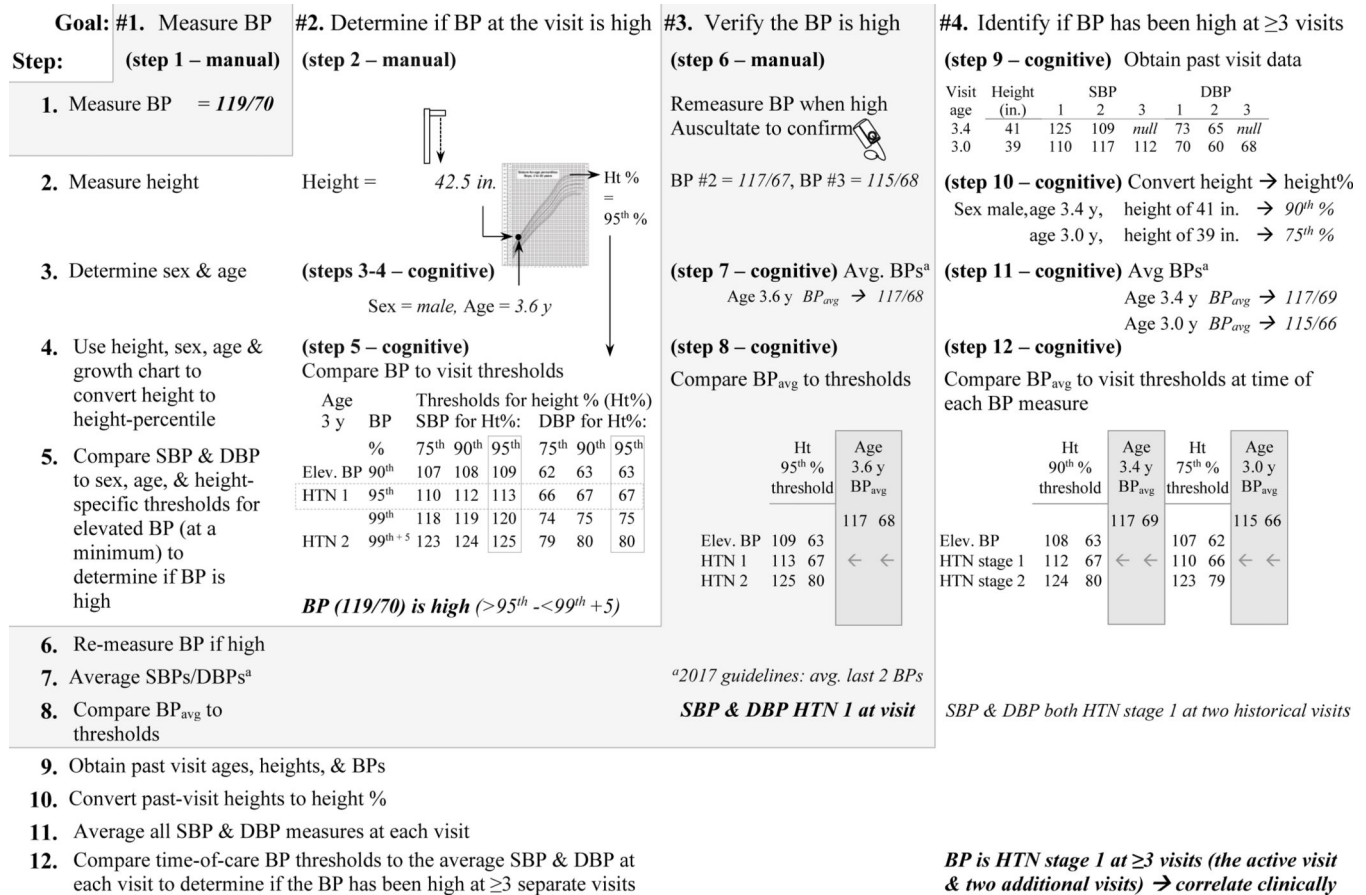 Goal: #1. Measure BP
Step: (step 1 – manual)
1. Measure BP = 119/70
2. Measure height
3. Determine sex & age
4. Use height, sex, age &
growth chart to
convert height to
height-percentile
5. Compare SBP & DBP
to sex, age, & height-
specific thresholds for
elevated BP (at a
minimum) to
determine if BP is
high
6. Re-measure BP if high
7. Average SBPs/DBPsᵃ
8. Compare BPavg to
thresholds
9. Obtain past visit ages, heights, & BPs
10. Convert past-visit heights to height %
11. Average all SBP & DBP measures at each visit
12. Compare time-of-care BP thresholds to the average SBP & DBP at
each visit to determine if the BP has been high at ≥3 separate visits
#2. Determine if BP at the visit is high
(step 2 – manual)
Height = 42.5 in.
Ht %
=
95th %
(steps 3-4 – cognitive)
Sex = male, Age = 3.6 y
(step 5 – cognitive)
Compare BP to visit thresholds
Age Thresholds for height % (Ht%)
3 y BP SBP for Ht%: DBP for Ht%:
% 75th 90th 95th 75th 90th 95th
Elev. BP 90th 107 108 109 62 63 63
HTN 1 95th 110 112 113 66 67 67
99th 118 119 120 74 75 75
HTN 2 99th + 5 123 124 125 79 80 80
BP (119/70) is high (>95th -<99th +5)
#3. Verify the BP is high
(step 6 – manual)
Remeasure BP when high
Auscultate to confirm
BP #2 = 117/67, BP #3 = 115/68
(step 7 – cognitive) Avg. BPsᵃ
Age 3.6 y BPavg → 117/68
(step 8 – cognitive)
Compare BPavg to thresholds
Ht Age
95th % 3.6 y
threshold BPavg
117 68
Elev. BP 109 63
HTN 1 113 67 ← ←
HTN 2 125 80
ᵃ2017 guidelines: avg. last 2 BPs
SBP & DBP HTN 1 at visit
#4. Identify if BP has been high at ≥3 visits
(step 9 – cognitive) Obtain past visit data
Visit Height SBP DBP
age (in.) 1 2 3 1 2 3
3.4 41 125 109 null 73 65 null
3.0 39 110 117 112 70 60 68
(step 10 – cognitive) Convert height → height%
Sex male, age 3.4 y, height of 41 in. → 90th %
age 3.0 y, height of 39 in. → 75th %
(step 11 – cognitive) Avg BPsᵃ
Age 3.4 y BPavg → 117/69
Age 3.0 y BPavg → 115/66
(step 12 – cognitive)
Compare BPavg to visit thresholds at time of
each BP measure
Ht Age Ht Age
90th % 3.4 y 75th % 3.0 y
threshold BPavg threshold BPavg
117 69 115 66
Elev. BP 108 63 107 62
HTN stage 1 112 67 ← ← 110 66 ← ←
HTN stage 2 124 80 123 79
SBP & DBP both HTN stage 1 at two historical visits
BP is HTN stage 1 at ≥3 visits (the active visit
& two additional visits) → correlate clinically